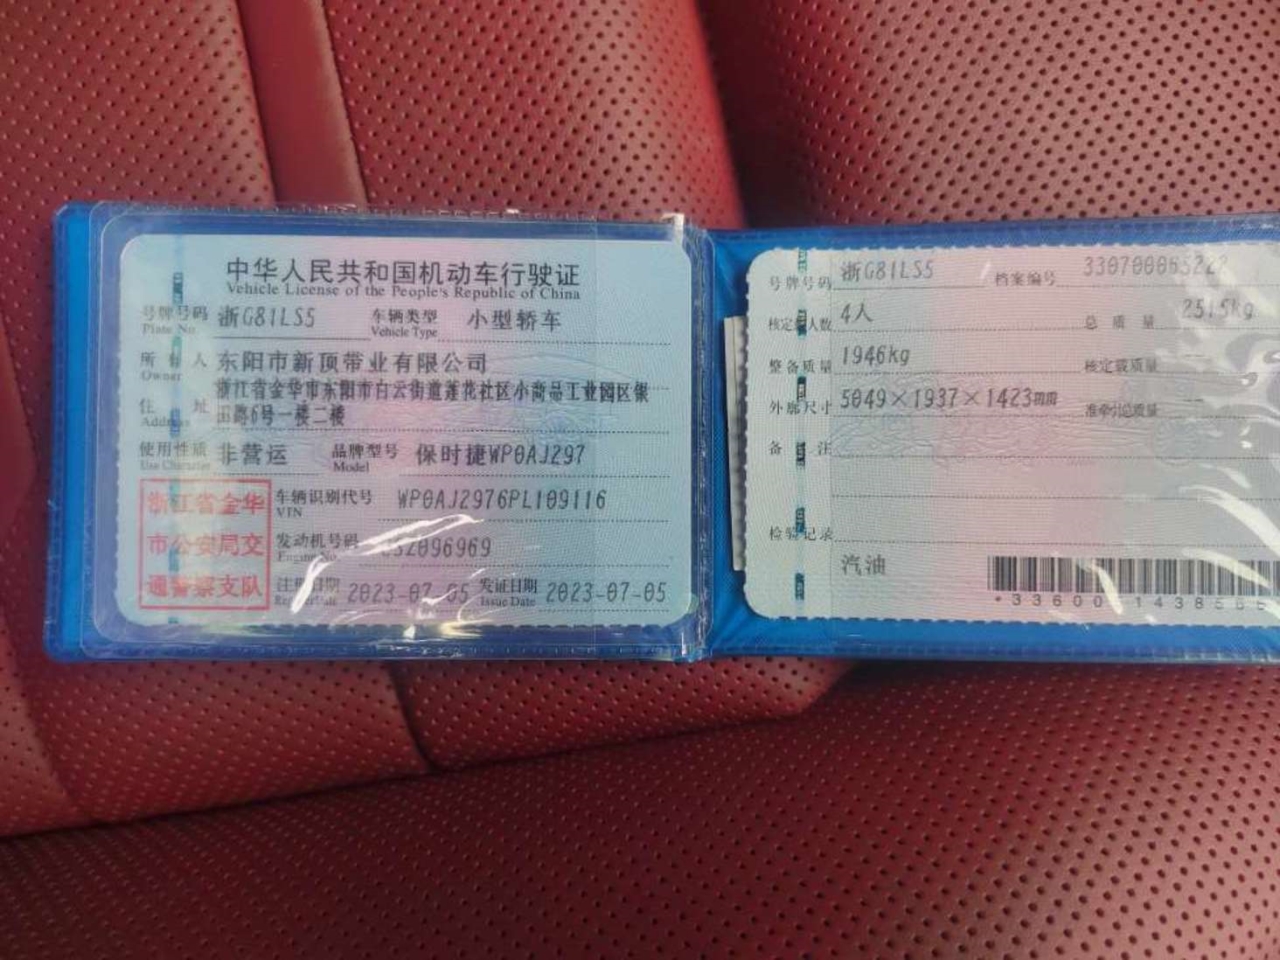 中华人民共和国机动车行驶证
Vehicle License of the People's Republic of China
号牌号码 浙G81LS5 车辆类型 小型轿车
Plate No. Vehicle Type
所有人 东阳市新顶带业有限公司
Owner
浙江省金华市东阳市白云街道莲花社区小商品工业园区银
住址 田路6号一楼二楼
Address
使用性质 非营运 品牌型号 保时捷WP0AJ297
Use Character Model
浙江省金华
市公安局交
通警察支队
车辆识别代号 WP0AJ2976PL109116
VIN
发动机号码 S2096969
Engine No.
注册日期 2023-07-05 发证日期 2023-07-05
Issue Date
号牌号码 浙G81LS5 档案编号 330700065222
核定载人数 4人 总质量 2515kg
整备质量 1946kg 核定载质量 --
外廓尺寸 5049×1937×1423mm 准牵引总质量 --
备注
检验记录
汽油